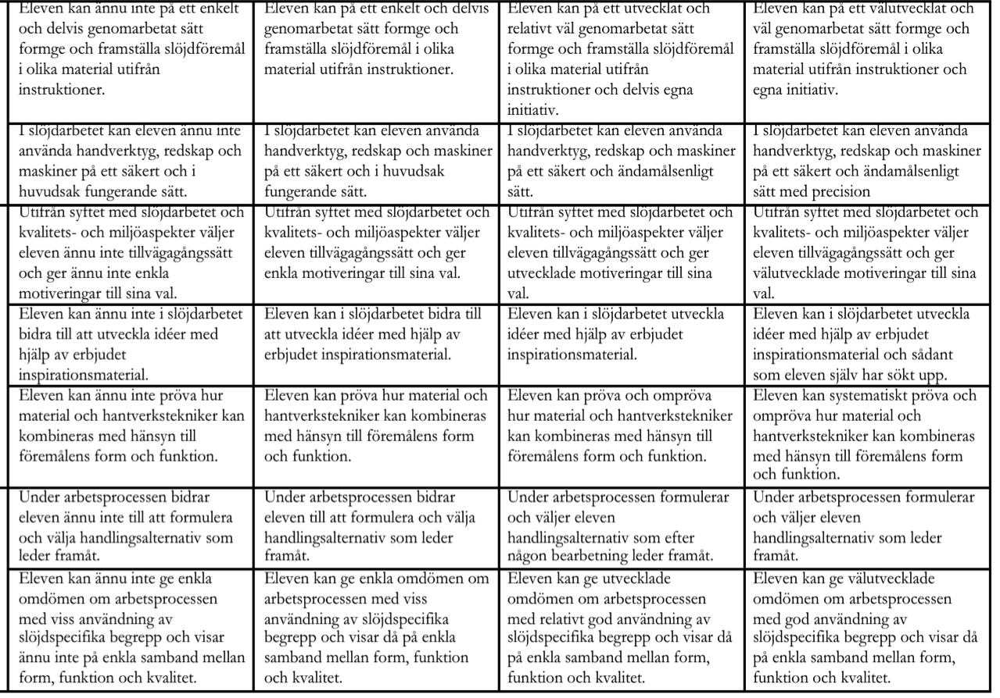 Eleven kan ännu inte på ett enkelt
och delvis genomarbetat sätt
formge och framställa slöjdföremål
i olika material utifrån
instruktioner.
Eleven kan på ett enkelt och delvis
genomarbetat sätt formge och
framställa slöjdföremål i olika
material utifrån instruktioner.
Eleven kan på ett utvecklat och
relativt väl genomarbetat sätt
formge och framställa slöjdföremål
i olika material utifrån
instruktioner och delvis egna
initiativ.
Eleven kan på ett välutvecklat och
väl genomarbetat sätt formge och
framställa slöjdföremål i olika
material utifrån instruktioner och
egna initiativ.
I slöjdarbetet kan eleven ännu inte
använda handverktyg, redskap och
maskiner på ett säkert och i
huvudsak fungerande sätt.
I slöjdarbetet kan eleven använda
handverktyg, redskap och maskiner
på ett säkert och i huvudsak
fungerande sätt.
I slöjdarbetet kan eleven använda
handverktyg, redskap och maskiner
på ett säkert och ändamålsenligt
sätt.
I slöjdarbetet kan eleven använda
handverktyg, redskap och maskiner
på ett säkert och ändamålsenligt
sätt med precision
Utifrån syftet med slöjdarbetet och
kvalitets- och miljöaspekter väljer
eleven ännu inte tillvägagångssätt
och ger ännu inte enkla
motiveringar till sina val.
Utifrån syftet med slöjdarbetet och
kvalitets- och miljöaspekter väljer
eleven tillvägagångssätt och ger
enkla motiveringar till sina val.
Utifrån syftet med slöjdarbetet och
kvalitets- och miljöaspekter väljer
eleven tillvägagångssätt och ger
utvecklade motiveringar till sina
val.
Utifrån syftet med slöjdarbetet och
kvalitets- och miljöaspekter väljer
eleven tillvägagångssätt och ger
välutvecklade motiveringar till sina
val.
Eleven kan ännu inte i slöjdarbetet
bidra till att utveckla idéer med
hjälp av erbjudet
inspirationsmaterial.
Eleven kan i slöjdarbetet bidra till
att utveckla idéer med hjälp av
erbjudet inspirationsmaterial.
Eleven kan i slöjdarbetet utveckla
idéer med hjälp av erbjudet
inspirationsmaterial.
Eleven kan i slöjdarbetet utveckla
idéer med hjälp av erbjudet
inspirationsmaterial och sådant
som eleven själv har sökt upp.
Eleven kan ännu inte pröva hur
material och hantverkstekniker kan
kombineras med hänsyn till
föremålens form och funktion.
Eleven kan pröva hur material och
hantverkstekniker kan kombineras
med hänsyn till föremålens form
och funktion.
Eleven kan pröva och ompröva
hur material och hantverkstekniker
kan kombineras med hänsyn till
föremålens form och funktion.
Eleven kan systematiskt pröva och
ompröva hur material och
hantverkstekniker kan kombineras
med hänsyn till föremålens form
och funktion.
Under arbetsprocessen bidrar
eleven ännu inte till att formulera
och välja handlingsalternativ som
leder framåt.
Under arbetsprocessen bidrar
eleven till att formulera och välja
handlingsalternativ som leder
framåt.
Under arbetsprocessen formulerar
och väljer eleven
handlingsalternativ som efter
någon bearbetning leder framåt.
Under arbetsprocessen formulerar
och väljer eleven
handlingsalternativ som leder
framåt.
Eleven kan ännu inte ge enkla
omdömen om arbetsprocessen
med viss användning av
slöjdspecifika begrepp och visar
ännu inte på enkla samband mellan
form, funktion och kvalitet.
Eleven kan ge enkla omdömen om
arbetsprocessen med viss
användning av slöjdspecifika
begrepp och visar då på enkla
samband mellan form, funktion
och kvalitet.
Eleven kan ge utvecklade
omdömen om arbetsprocessen
med relativt god användning av
slöjdspecifika begrepp och visar då
på enkla samband mellan form,
funktion och kvalitet.
Eleven kan ge välutvecklade
omdömen om arbetsprocessen
med god användning av
slöjdspecifika begrepp och visar då
på enkla samband mellan form,
funktion och kvalitet.